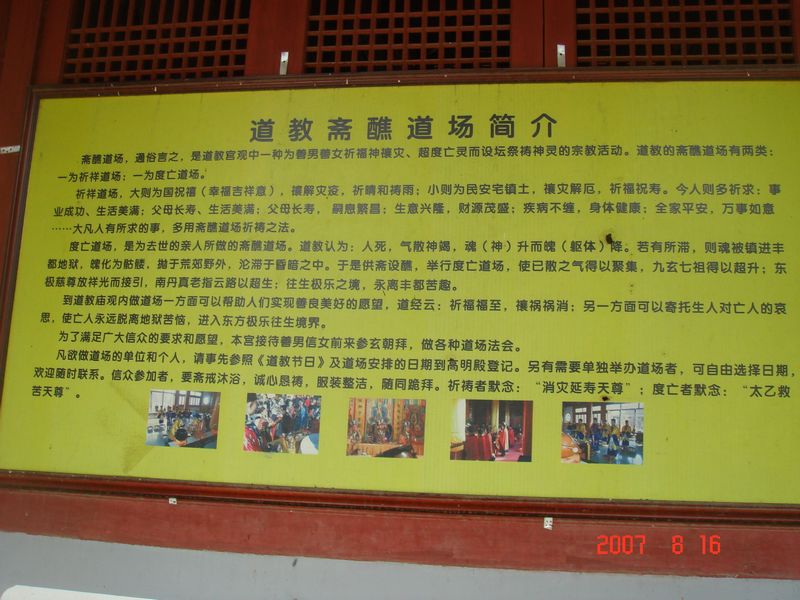 道教斋醮道场简介
斋醮道场，通俗言之，是道教宫观中一种为善男善女祈福神禳灾、超度亡灵而设坛祭祷神灵的宗教活动。道教的斋醮道场有两类：
一为祈祥道场；一为度亡道场。
祈祥道场，大则为国祝禧（幸福吉祥意），禳解灾疫，祈晴和祷雨；小则为民安宅镇土，消灾解厄，祈福祝寿。今人则多祈求：事
业成功、生活美满；父母长寿、生活美满；父母长寿， 嗣息繁昌；生意兴隆，财源茂盛；疾病不缠，身体健康；全家平安，万事如意
……大凡人有所求的事，多用斋醮道场祈祷之法。
度亡道场，是为去世的亲人所做的斋醮道场。道教认为：人死，气散神竭，魂（神）升而魄（躯体）降。若有所滞，则魂被镇进丰
都地狱，魄化为骷髅，抛于荒郊野外，沦滞于昏暗之中。于是供斋设醮，举行度亡道场，使已散之气得以聚集，九玄七祖得以超升；东
极慈尊放祥光而接引，南丹真老指云路以超生；往生极乐之境，永离丰都苦趣。
到道教庙观内做道场一方面可以帮助人们实现善良美好的愿望，道经云：祈福福至，禳祸祸消；另一方面可以寄托生人对亡人的哀
思，使亡人永远脱离地狱苦恼，进入东方极乐往生境界。
为了满足广大信众的要求和愿望，本宫接待善男信女前来参玄朝拜，做各种道场法会。
凡欲做道场的单位和个人，请事先参照《道教节日》及道场安排的日期到高明殿登记。另有需要单独举办道场者，可自由选择日期，
欢迎随时联系。信众参加者，要斋戒沐浴，诚心恳祷，服装整洁，随同跪拜。祈祷者默念：“消灾延寿天尊”；度亡者默念：“太乙救
苦天尊”。
2007 8 16